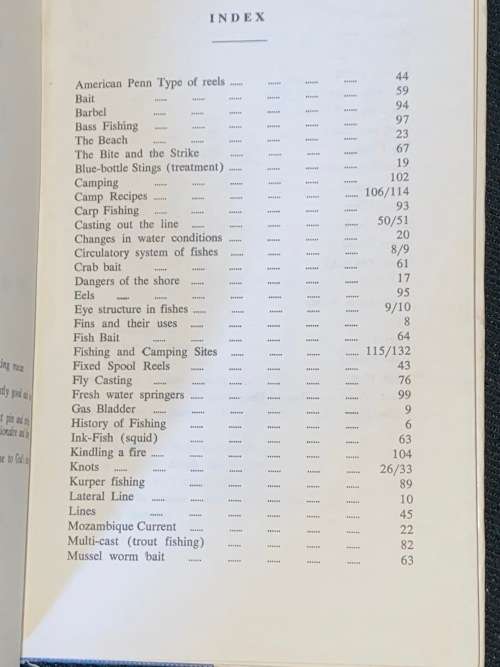 INDEX
American Penn Type of reels ...... ...... ...... ...... 44
Bait ...... ...... ...... ...... ...... ...... 59
Barbel ...... ...... ...... ...... ...... ...... 94
Bass Fishing ...... ...... ...... ...... ...... ...... 97
The Beach ...... ...... ...... ...... ...... ...... 23
The Bite and the Strike ...... ...... ...... ...... 67
Blue-bottle Stings (treatment) ...... ...... ...... ...... 19
Camping ...... ...... ...... ...... ...... ...... 102
Camp Recipes ...... ...... ...... ...... ...... ...... 106/114
Carp Fishing ...... ...... ...... ...... ...... ...... 93
Casting out the line ...... ...... ...... ...... ...... 50/51
Changes in water conditions ...... ...... ...... ...... 20
Circulatory system of fishes ...... ...... ...... ...... 8/9
Crab bait ...... ...... ...... ...... ...... ...... 61
Dangers of the shore ...... ...... ...... ...... ...... 17
Eels ...... ...... ...... ...... ...... ...... 95
Eye structure in fishes ...... ...... ...... ...... ...... 9/10
Fins and their uses ...... ...... ...... ...... ...... 8
Fish Bait ...... ...... ...... ...... ...... ...... 64
Fishing and Camping Sites ...... ...... ...... ...... 115/132
Fixed Spool Reels ...... ...... ...... ...... ...... 43
Fly Casting ...... ...... ...... ...... ...... ...... 76
Fresh water springers ...... ...... ...... ...... ...... 99
Gas Bladder ...... ...... ...... ...... ...... ...... 9
History of Fishing ...... ...... ...... ...... ...... 6
Ink-Fish (squid) ...... ...... ...... ...... ...... 63
Kindling a fire ...... ...... ...... ...... ...... ...... 104
Knots ...... ...... ...... ...... ...... ...... 26/33
Kurper fishing ...... ...... ...... ...... ...... 89
Lateral Line ...... ...... ...... ...... ...... ...... 10
Lines ...... ...... ...... ...... ...... ...... 45
Mozambique Current ...... ...... ...... ...... ...... 22
Multi-cast (trout fishing) ...... ...... ...... ...... 82
Mussel worm bait ...... ...... ...... ...... ...... 63